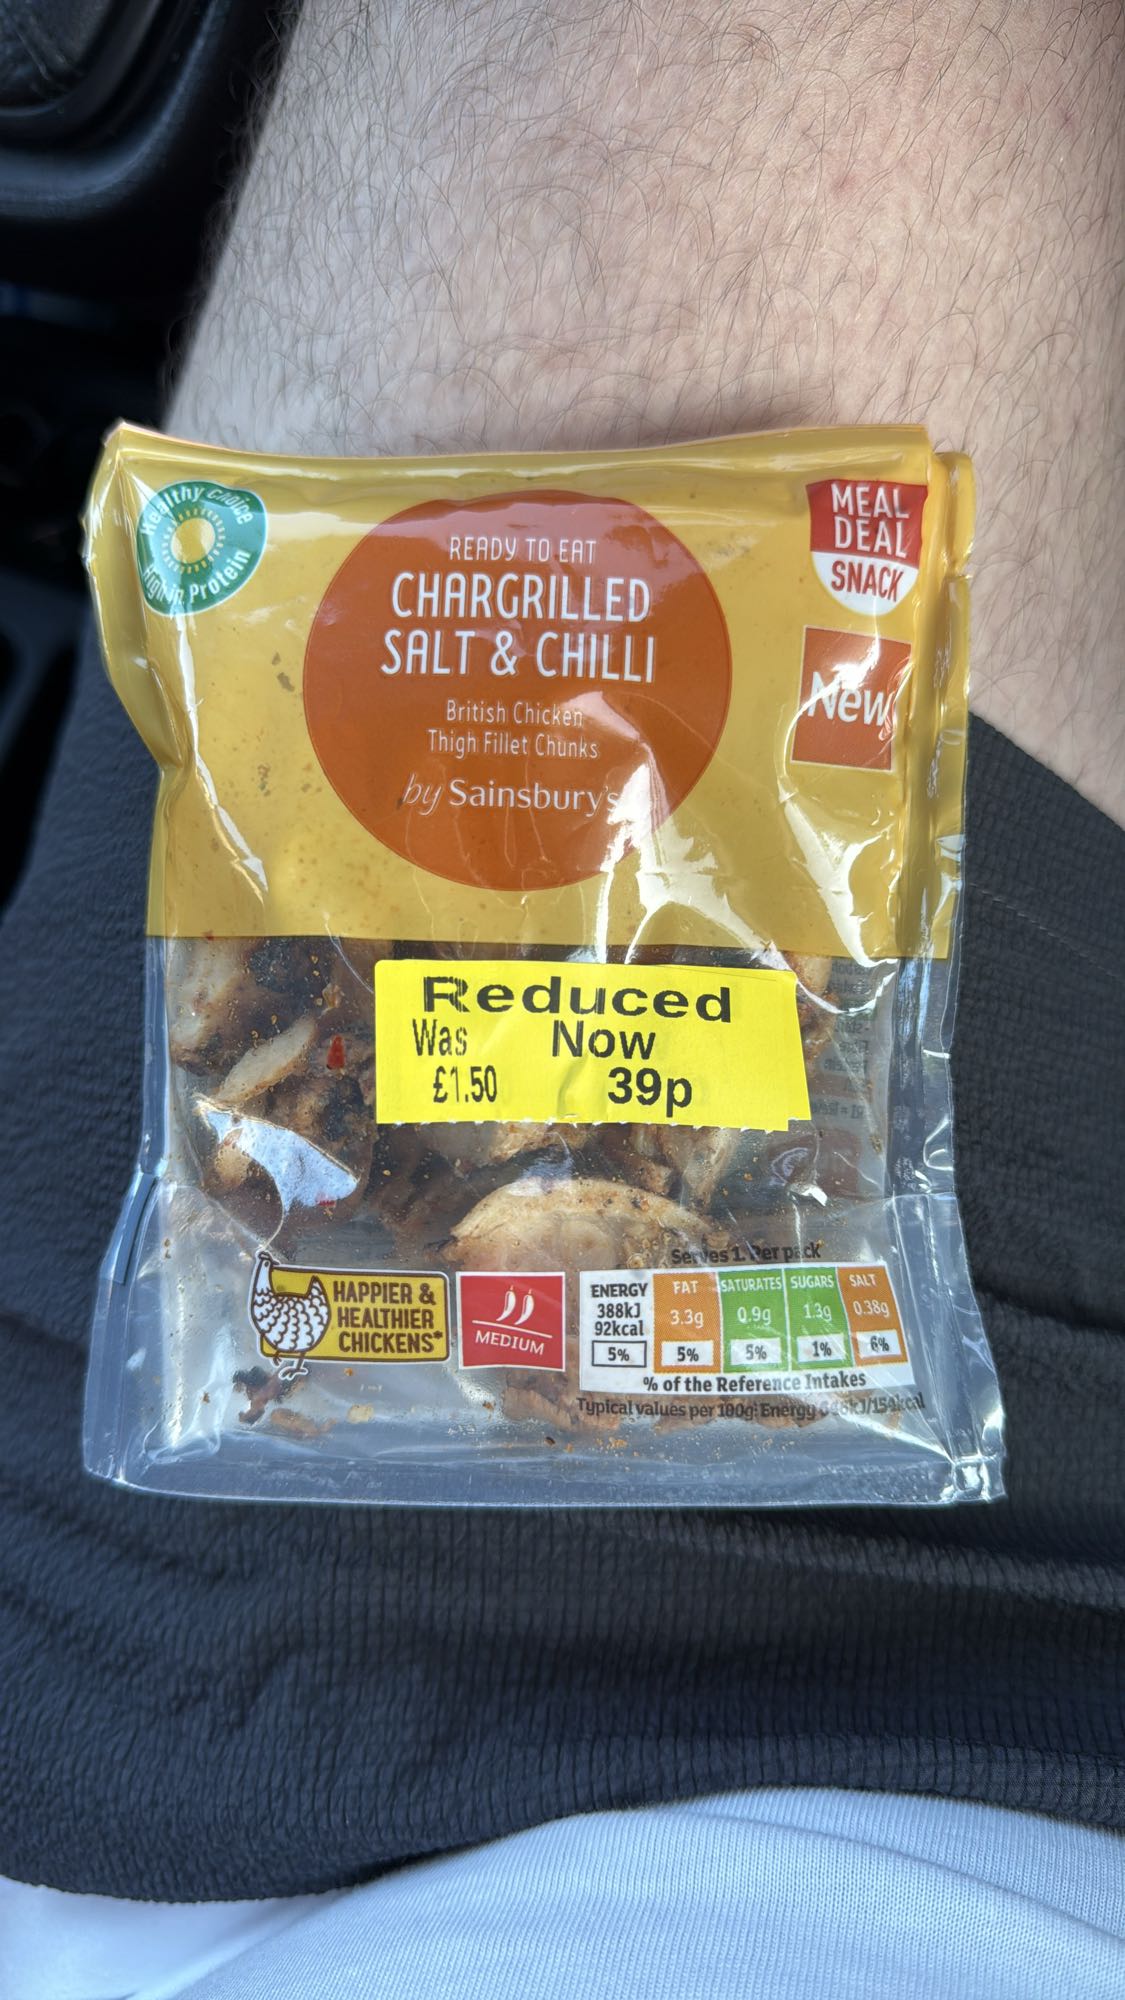 Healthy choice
High in Protein
MEAL
DEAL
SNACK
New
READY TO EAT
CHARGRILLED
SALT & CHILLI
British Chicken
Thigh Fillet Chunks
by Sainsbury's
Reduced
Was Now
£1.50 39p
HAPPIER &
HEALTHIER
CHICKENS*
MEDIUM
Serves 1. Per pack
ENERGY FAT SATURATES SUGARS SALT
388kJ 3.3g 0.9g 1.3g 0.38g
92kcal
5% 5% 5% 1% 6%
% of the Reference Intakes
Typical values per 100g: Energy 646kJ/154kcal